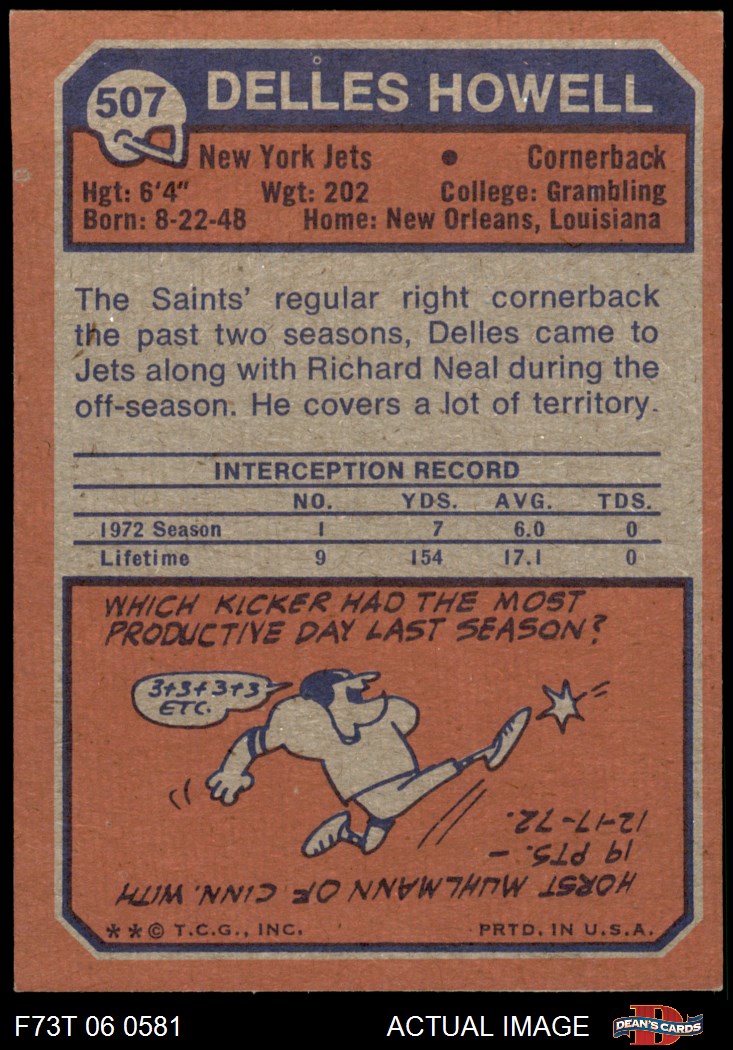 507
DELLES HOWELL
New York Jets • Cornerback
Hgt: 6'4" Wgt: 202 College: Grambling
Born: 8-22-48 Home: New Orleans, Louisiana
The Saints' regular right cornerback
the past two seasons, Delles came to
Jets along with Richard Neal during the
off-season. He covers a lot of territory.
INTERCEPTION RECORD
NO. YDS. AVG. TDS.
1972 Season 1 7 6.0 0
Lifetime 9 154 17.1 0
WHICH KICKER HAD THE MOST
PRODUCTIVE DAY LAST SEASON?
3+3+3+3
ETC.
HORST MUHLMANN OF CINN. WITH
19 PTS. –
12-17-72.
**© T.C.G., INC. PRTD. IN U.S.A.
F73T 06 0581 ACTUAL IMAGE
D
DEAN'S CARDS